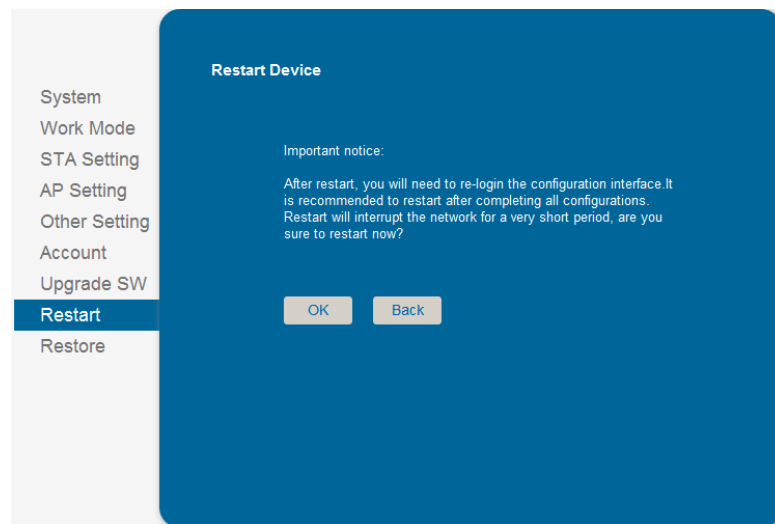 System
Work Mode
STA Setting
AP Setting
Other Setting
Account
Upgrade SW
Restart
Restore
Restart Device
Important notice:
After restart, you will need to re-login the configuration interface.It
is recommended to restart after completing all configurations.
Restart will interrupt the network for a very short period, are you
sure to restart now?
OK
Back